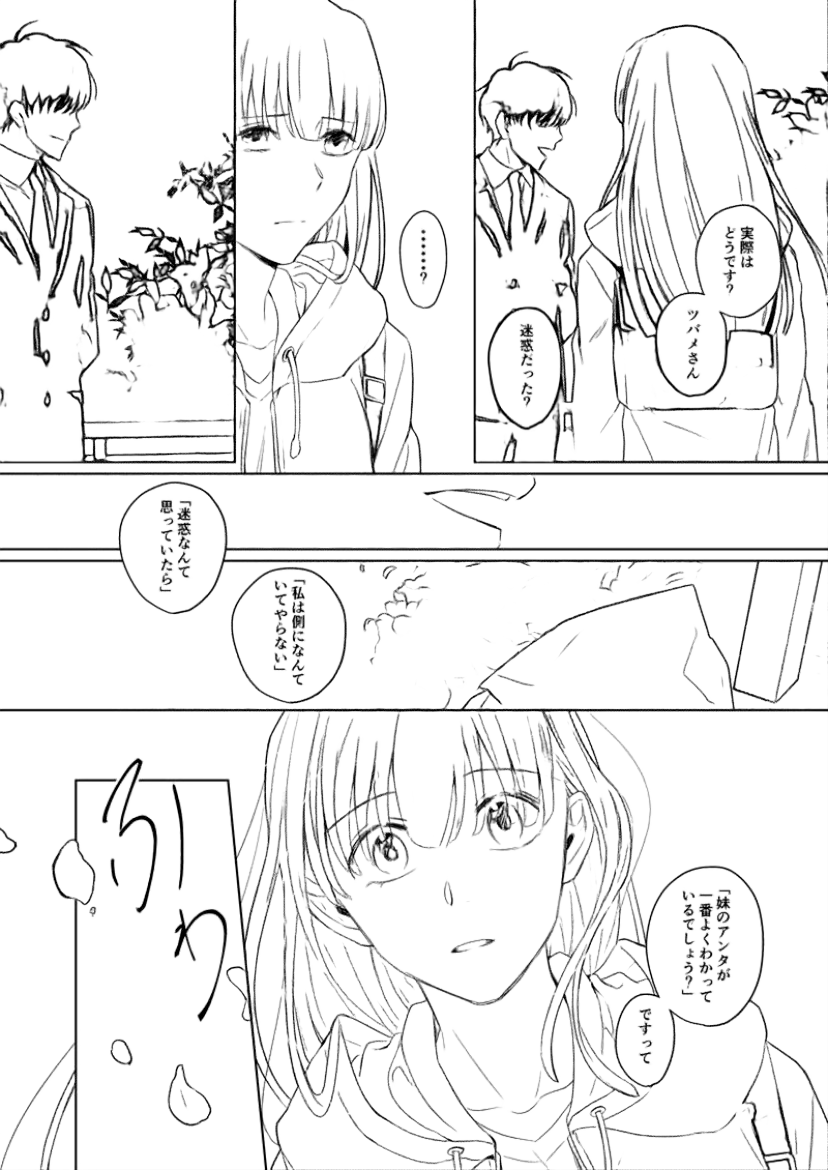 実際は
どうです?
ツバメさん
迷惑だった?
……?
「迷惑なんて
思っていたら」
「私は側になんて
いてやらない」
「妹のアンタが
一番よくわかって
いるでしょう?」
ですって
ふわ